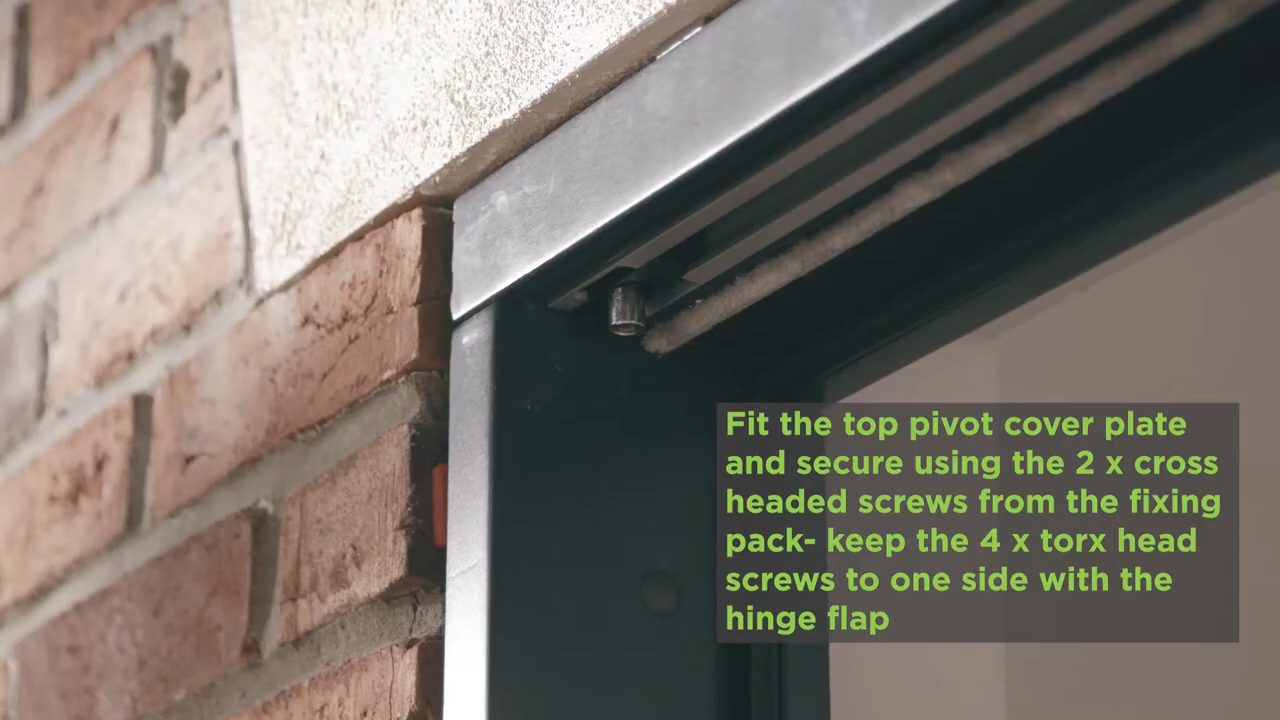 Fit the top pivot cover plate
and secure using the 2 x cross
headed screws from the fixing
pack- keep the 4 x torx head
screws to one side with the
hinge flap